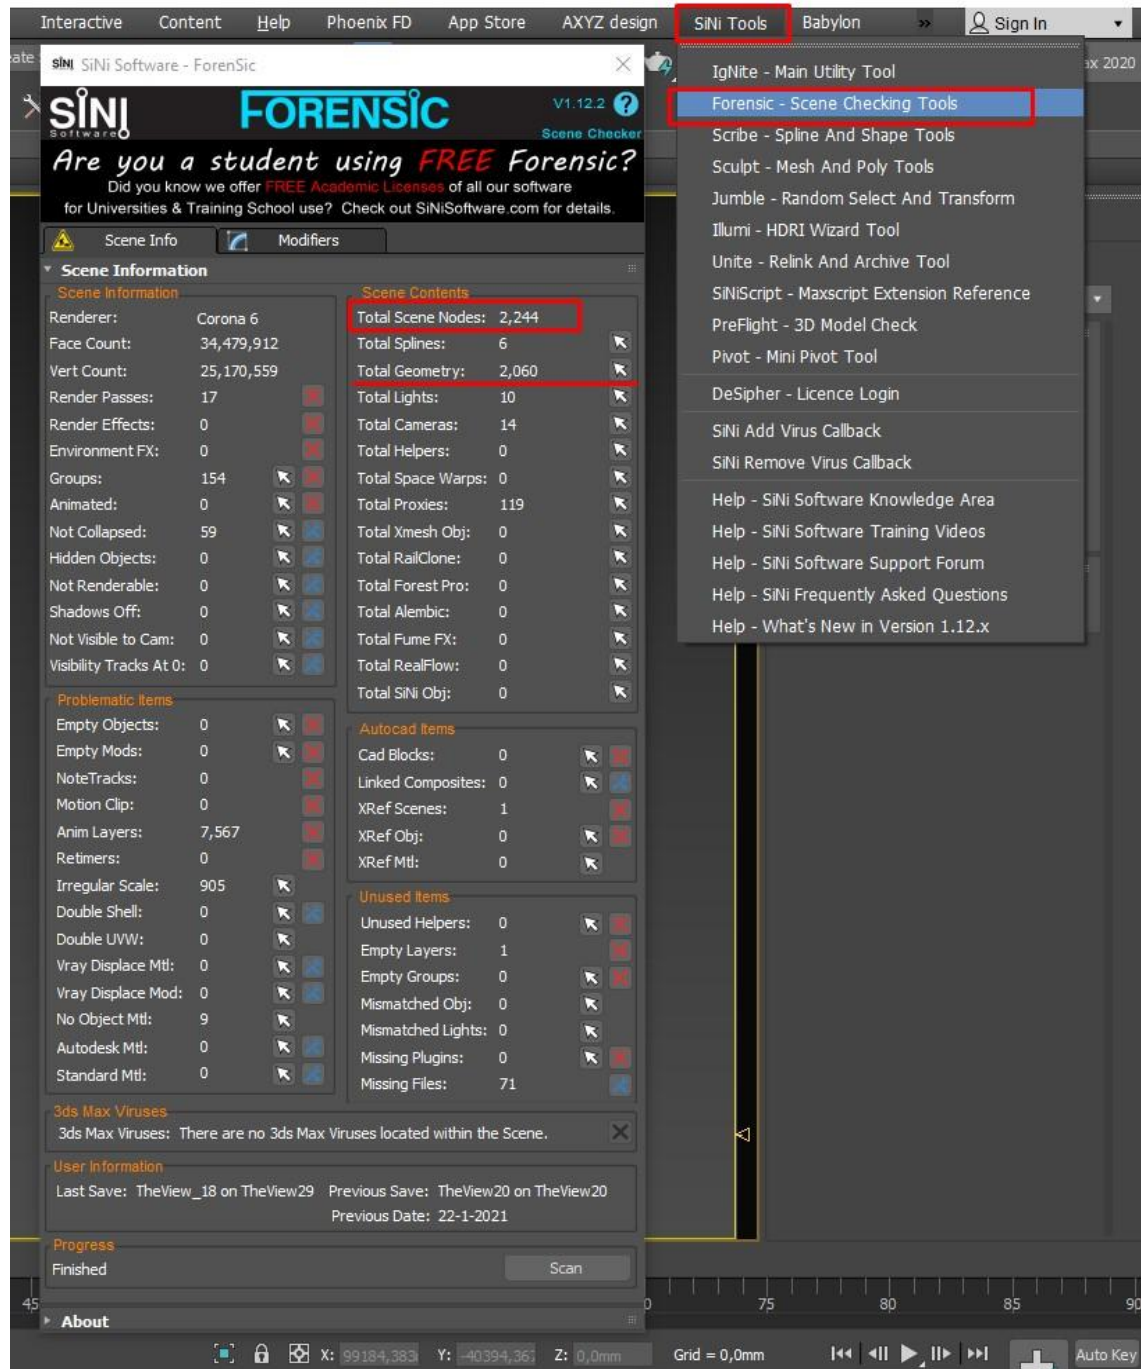 Interactive Content Help Phoenix FD App Store AXYZ design SiNi Tools Babylon » Sign In
SiNi Software - ForenSic
ax 2020
SiNi Software
FORENSiC
V1.12.2
Scene Checker
Are you a student using FREE Forensic?
Did you know we offer FREE Academic Licenses of all our software
for Universities & Training School use? Check out SiNiSoftware.com for details.
Scene Info Modifiers
Scene Information
Scene Information
Renderer: Corona 6
Face Count: 34,479,912
Vert Count: 25,170,559
Render Passes: 17
Render Effects: 0
Environment FX: 0
Groups: 154
Animated: 0
Not Collapsed: 59
Hidden Objects: 0
Not Renderable: 0
Shadows Off: 0
Not Visible to Cam: 0
Visibility Tracks At 0: 0
Problematic Items
Empty Objects: 0
Empty Mods: 0
NoteTracks: 0
Motion Clip: 0
Anim Layers: 7,567
Retimers: 0
Irregular Scale: 905
Double Shell: 0
Double UVW: 0
Vray Displace Mtl: 0
Vray Displace Mod: 0
No Object Mtl: 9
Autodesk Mtl: 0
Standard Mtl: 0
Scene Contents
Total Scene Nodes: 2,244
Total Splines: 6
Total Geometry: 2,060
Total Lights: 10
Total Cameras: 14
Total Helpers: 0
Total Space Warps: 0
Total Proxies: 119
Total Xmesh Obj: 0
Total RailClone: 0
Total Forest Pro: 0
Total Alembic: 0
Total Fume FX: 0
Total RealFlow: 0
Total SiNi Obj: 0
Autocad Items
Cad Blocks: 0
Linked Composites: 0
XRef Scenes: 1
XRef Obj: 0
XRef Mtl: 0
Unused Items
Unused Helpers: 0
Empty Layers: 1
Empty Groups: 0
Mismatched Obj: 0
Mismatched Lights: 0
Missing Plugins: 0
Missing Files: 71
3ds Max Viruses
3ds Max Viruses: There are no 3ds Max Viruses located within the Scene.
User Information
Last Save: TheView_18 on TheView29 Previous Save: TheView20 on TheView20
Previous Date: 22-1-2021
Progress
Finished
Scan
About
IgNite - Main Utility Tool
Forensic - Scene Checking Tools
Scribe - Spline And Shape Tools
Sculpt - Mesh And Poly Tools
Jumble - Random Select And Transform
Illumi - HDRI Wizard Tool
Unite - Relink And Archive Tool
SiNiScript - Maxscript Extension Reference
PreFlight - 3D Model Check
Pivot - Mini Pivot Tool
DeSipher - Licence Login
SiNi Add Virus Callback
SiNi Remove Virus Callback
Help - SiNi Software Knowledge Area
Help - SiNi Software Training Videos
Help - SiNi Software Support Forum
Help - SiNi Frequently Asked Questions
Help - What's New in Version 1.12.x
45 75 80 85 90
X: 99184,383 Y: -40394,367 Z: 0,0mm Grid = 0,0mm Auto Key